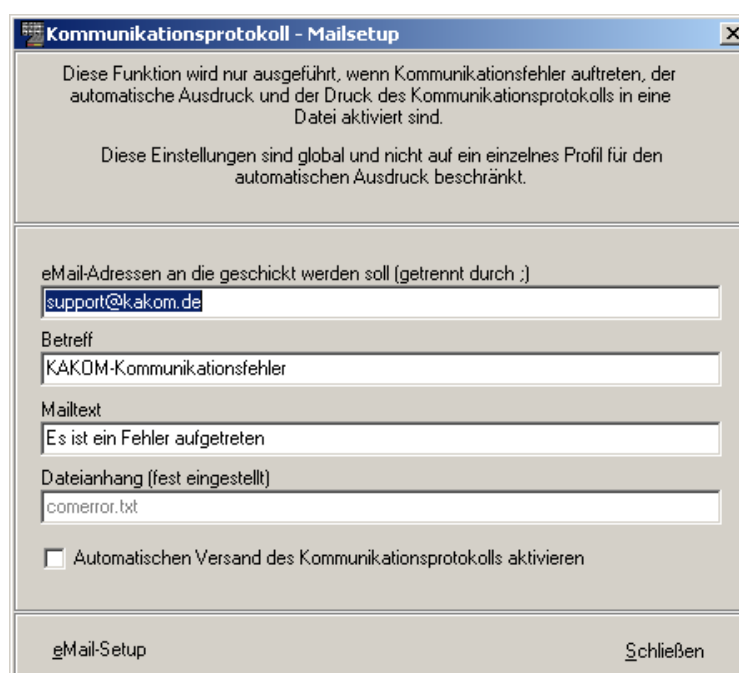 Kommunikationsprotokoll - Mailsetup
Diese Funktion wird nur ausgeführt, wenn Kommunikationsfehler auftreten, der
automatische Ausdruck und der Druck des Kommunikationsprotokolls in eine
Datei aktiviert sind.
Diese Einstellungen sind global und nicht auf ein einzelnes Profil für den
automatischen Ausdruck beschränkt.
eMail-Adressen an die geschickt werden soll (getrennt durch ;)
support@kakom.de
Betreff
KAKOM-Kommunikationsfehler
Mailtext
Es ist ein Fehler aufgetreten
Dateianhang (fest eingestellt)
comerror.txt
Automatischen Versand des Kommunikationsprotokolls aktivieren
eMail-Setup
Schließen